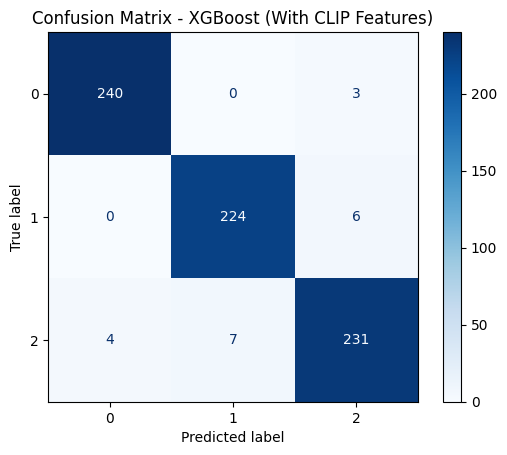 Confusion Matrix - XGBoost (With CLIP Features)
0 240 0 3
1 0 224 6
2 4 7 231
0 1 2
Predicted label
True label
200
150
100
50
0